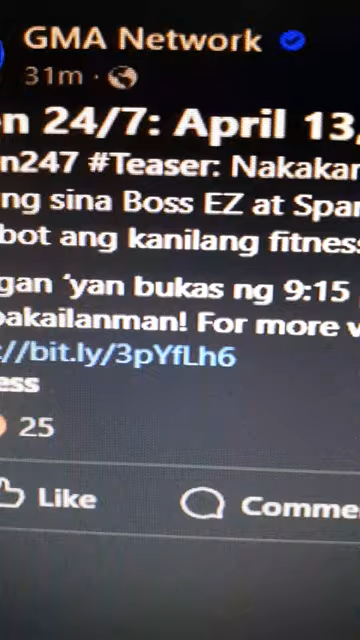 GMA Network
31m ·
n 24/7: April 13,
n247 #Teaser: Nakakar
ng sina Boss EZ at Spar
bot ang kanilang fitness
gan ‘yan bukas ng 9:15
pakailanman! For more v
://bit.ly/3pYfLh6
ess
25
Like
Comme